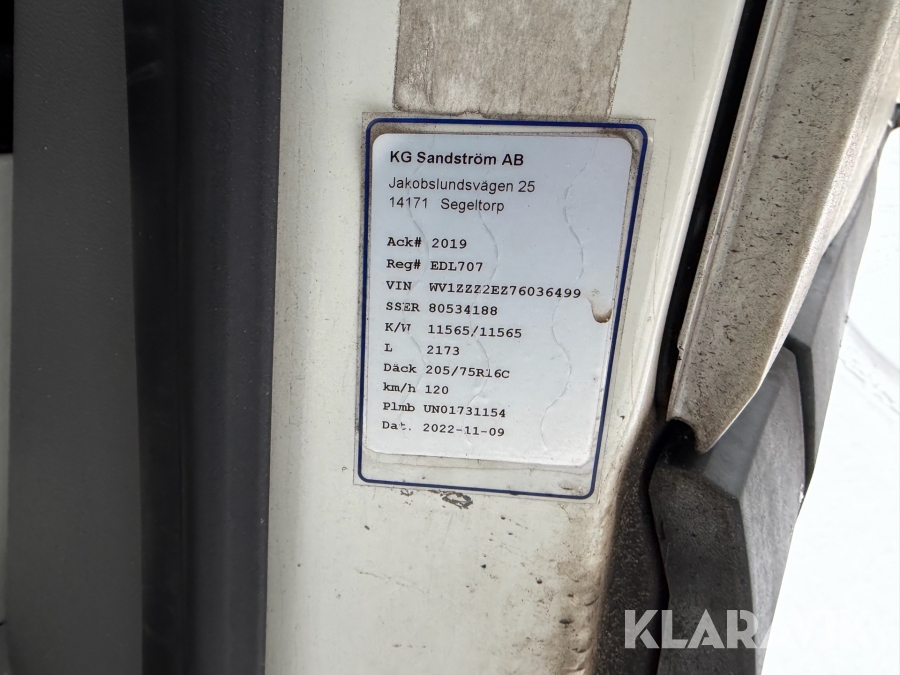 KG Sandström AB
Jakobslundsvägen 25
14171 Segeltorp
Ack# 2019
Reg# EDL707
VIN WV1ZZZ2EZ76036499
SSER 80534188
K/W 11565/11565
L 2173
Däck 205/75R16C
km/h 120
Plmb UN01731154
Dat. 2022-11-09